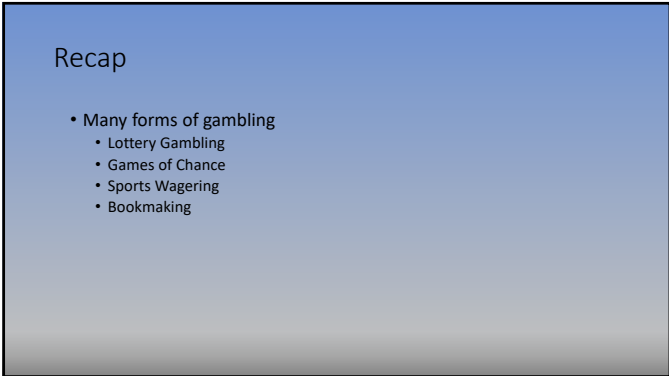 Recap
• Many forms of gambling
• Lottery Gambling
• Games of Chance
• Sports Wagering
• Bookmaking